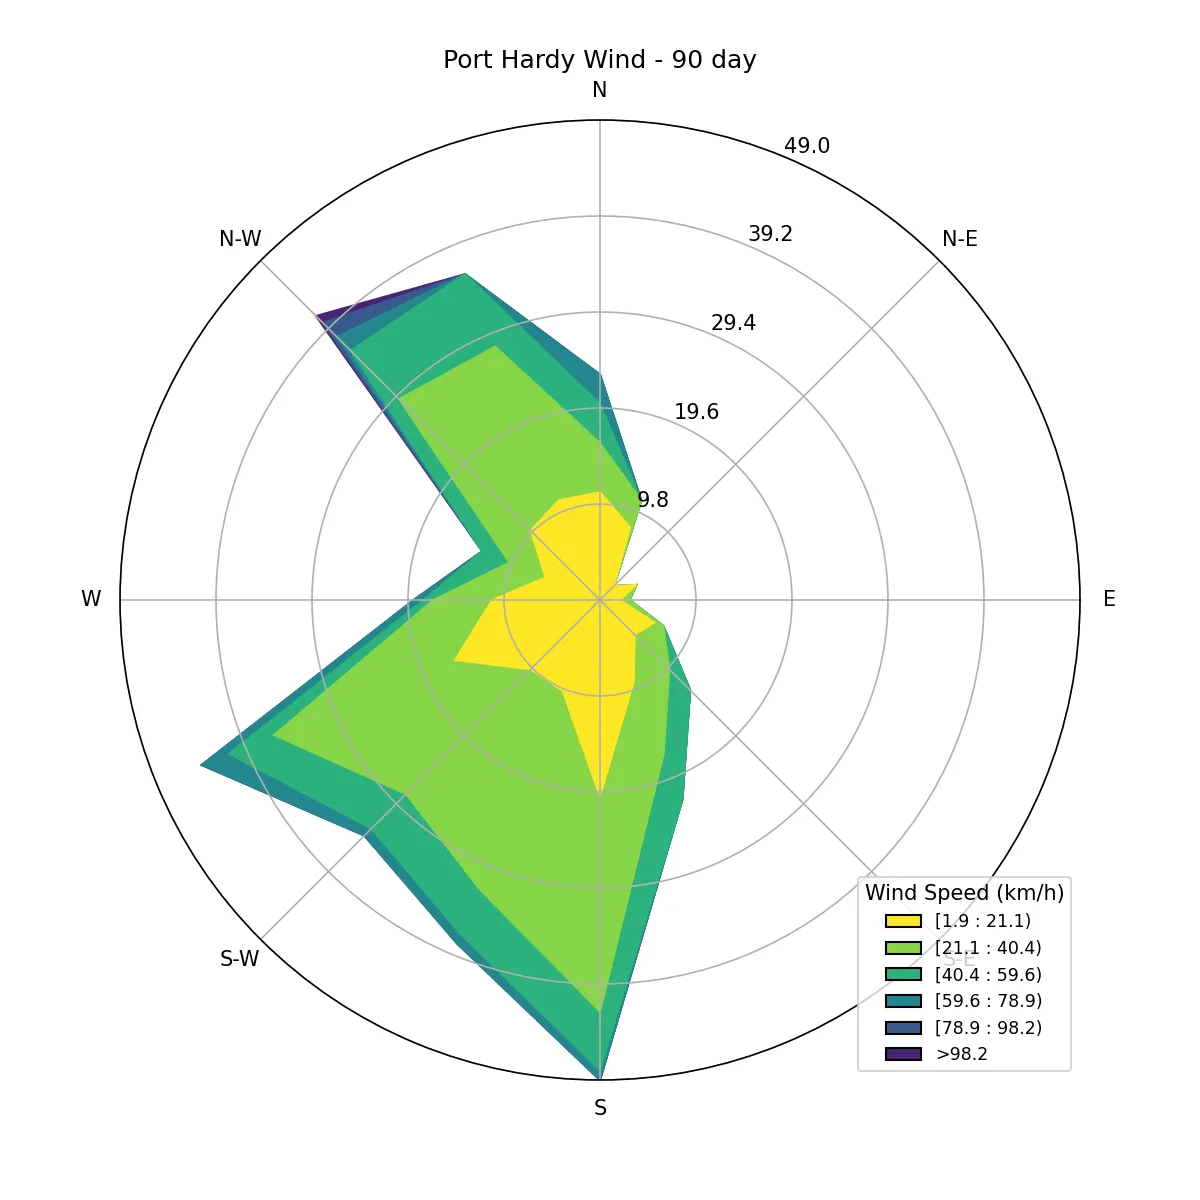 Port Hardy Wind - 90 day
N
49.0
39.2
N-W
N-E
29.4
19.6
9.8
W
E
Wind Speed (km/h)
[1.9 : 21.1)
[21.1 : 40.4)
S-W
S-E
[40.4 : 59.6)
[59.6 : 78.9)
[78.9 : 98.2)
>98.2
S